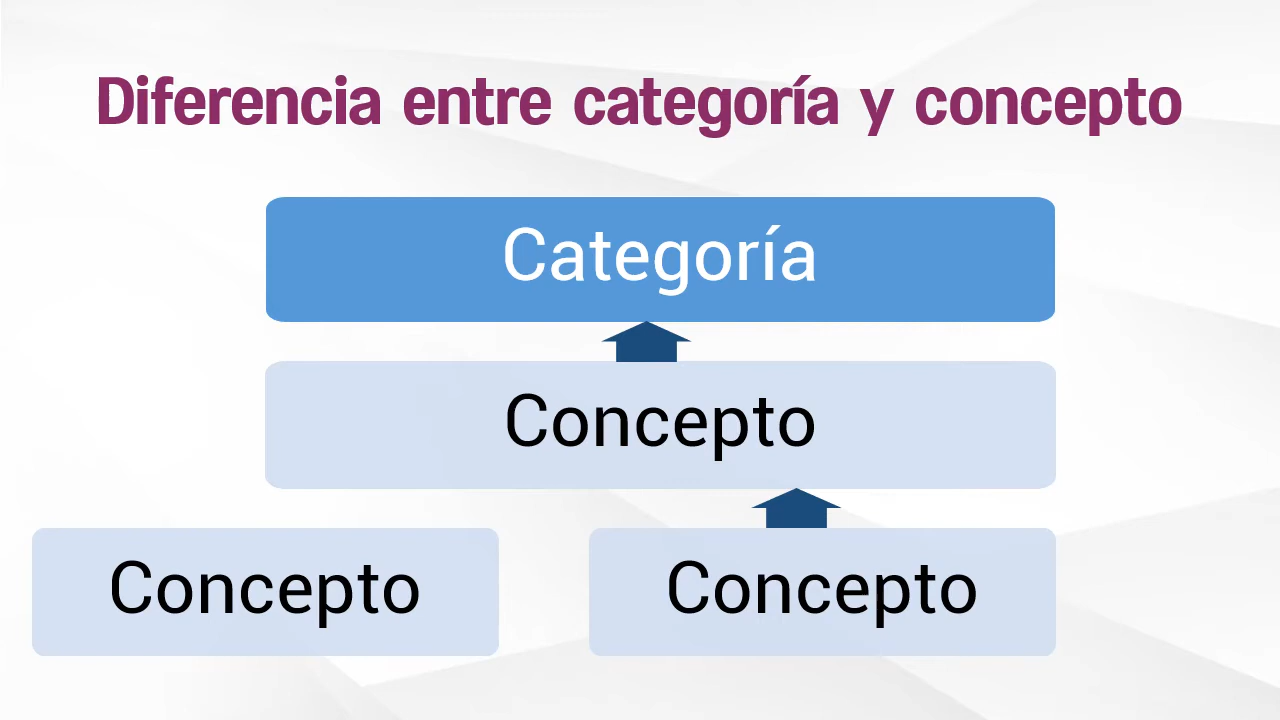 Diferencia entre categoría y concepto
Categoría
Concepto
Concepto
Concepto